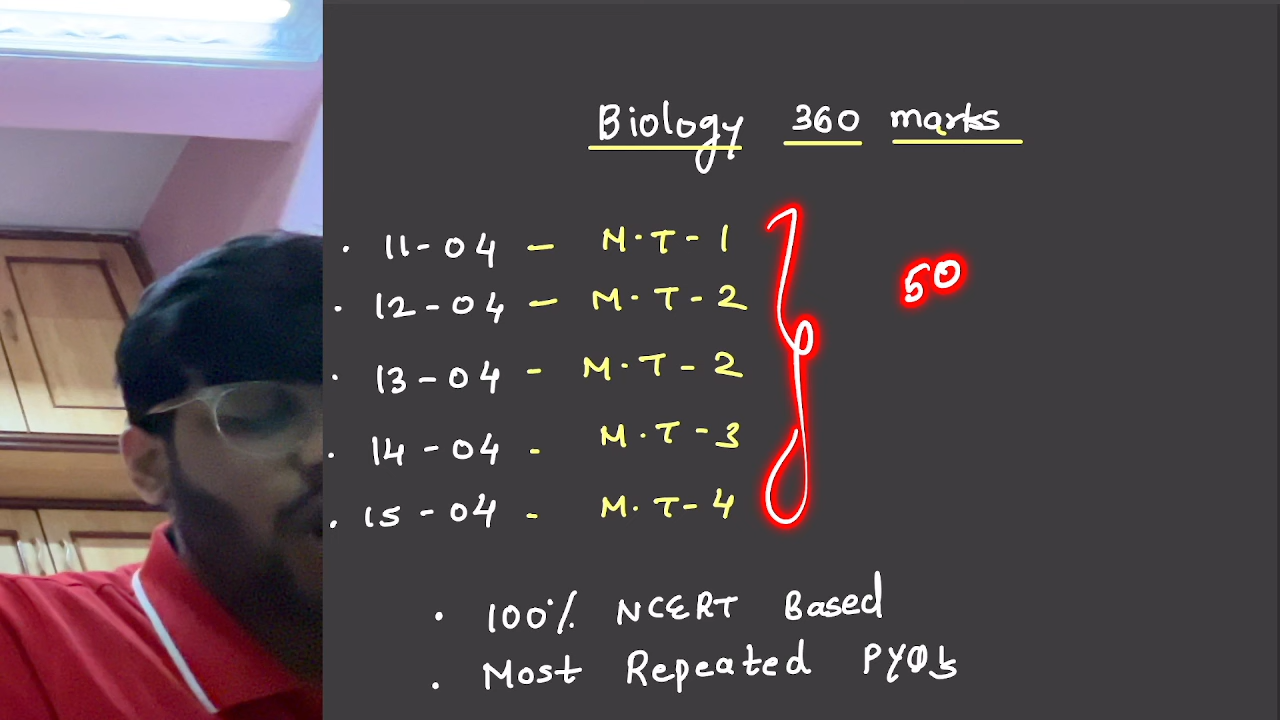 Biology 360 marks
• 11-04 - M.T-1
• 12-04 - M.T-2
50
• 13-04 - M.T-2
• 14-04 - M.T-3
• 15-04 - M.T-4
• 100% NCERT Based
• Most Repeated PYQs